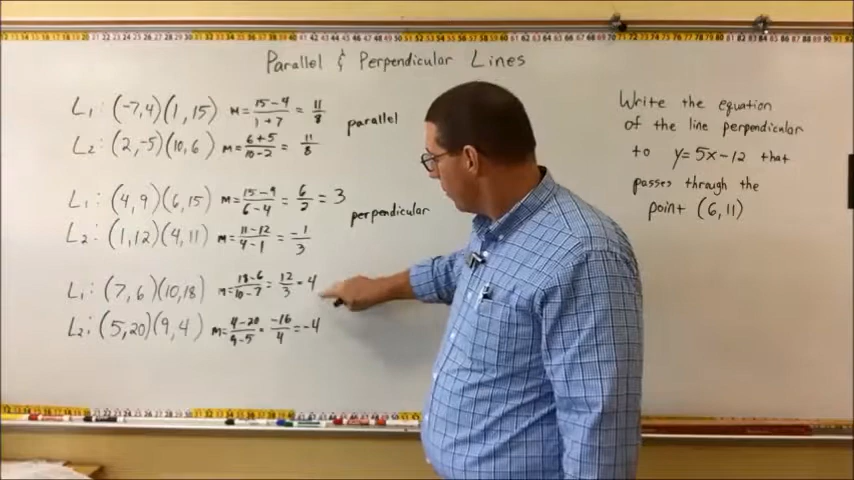 Parallel & Perpendicular Lines
L₁: (-7,4)(1,15) m=15-4/1+7 = 11/8
parallel
L₂: (2,-5)(10,6) m=6+5/10-2 = 11/8
L₁: (4,9)(6,15) m=15-9/6-4 = 6/2 = 3
perpendicular
L₂: (1,12)(4,11) m=11-12/4-1 = -1/3
L₁: (7,6)(10,18) m=18-6/10-7 = 12/3 = 4
L₂: (5,20)(9,4) m=4-20/9-5 = -16/4 = -4
Write the equation
of the line perpendicular
to y=5x-12 that
passes through the
point (6,11)